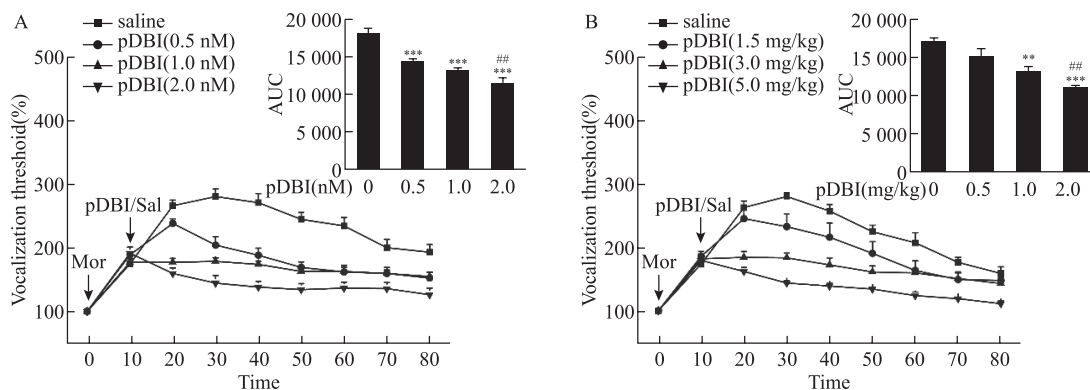 A
saline
pDBI(0.5 nM)
pDBI(1.0 nM)
pDBI(2.0 nM)
Vocalization threshoid(%)
500
400
300
200
100
Mor
pDBI/Sal
0 10 20 30 40 50 60 70 80
Time
AUC
20 000
15 000
10 000
5 000
0
*** *** ##
***
pDBI(nM) 0 0.5 1.0 2.0
B
saline
pDBI(1.5 mg/kg)
pDBI(3.0 mg/kg)
pDBI(5.0 mg/kg)
Vocalization threshoid(%)
500
400
300
200
100
Mor
pDBI/Sal
0 10 20 30 40 50 60 70 80
Time
AUC
20 000
15 000
10 000
5 000
0
** ##
***
pDBI(mg/kg) 0 0.5 1.0 2.0